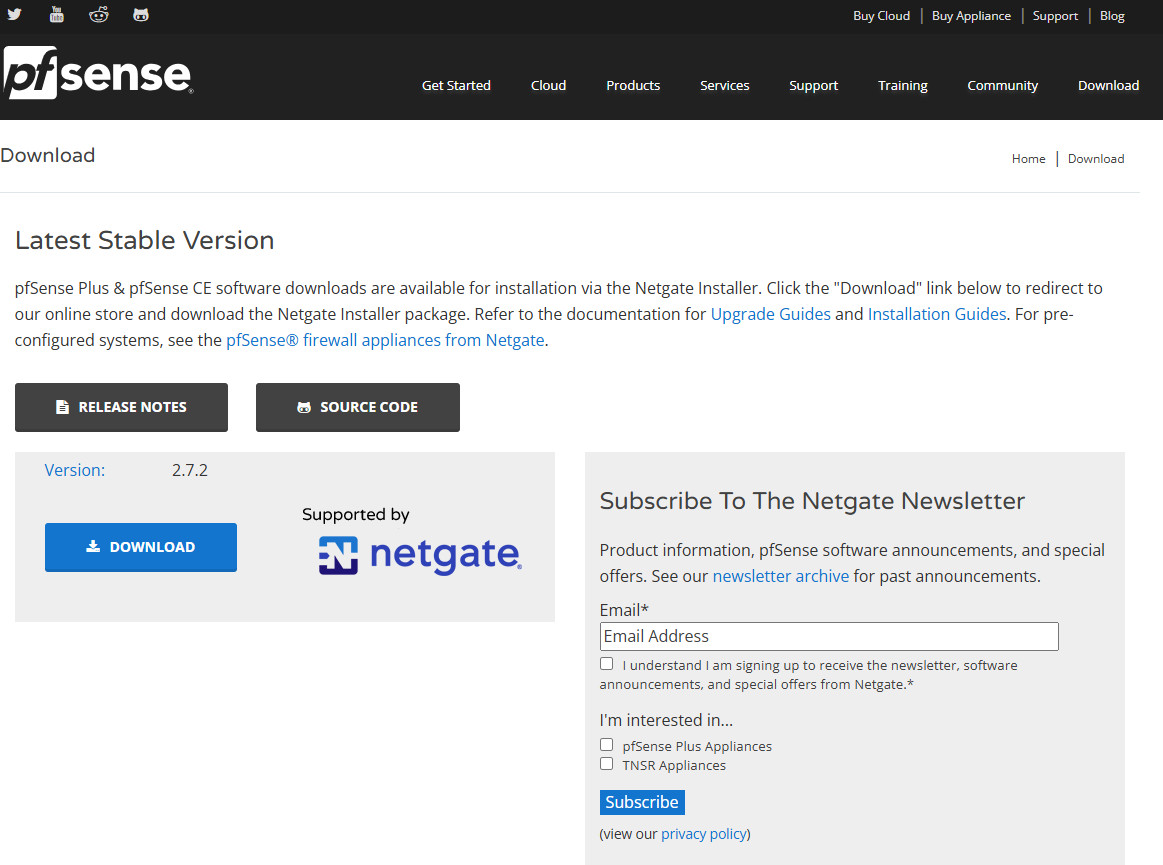 Buy Cloud | Buy Appliance | Support | Blog
pfsense
Get Started Cloud Products Services Support Training Community Download
Download
Home | Download
Latest Stable Version
pfSense Plus & pfSense CE software downloads are available for installation via the Netgate Installer. Click the "Download" link below to redirect to
our online store and download the Netgate Installer package. Refer to the documentation for Upgrade Guides and Installation Guides. For pre-
configured systems, see the pfSense® firewall appliances from Netgate.
RELEASE NOTES SOURCE CODE
Version: 2.7.2
DOWNLOAD
Supported by
netgate®
Subscribe To The Netgate Newsletter
Product information, pfSense software announcements, and special
offers. See our newsletter archive for past announcements.
Email*
Email Address
I understand I am signing up to receive the newsletter, software
announcements, and special offers from Netgate.*
I'm interested in...
pfSense Plus Appliances
TNSR Appliances
Subscribe
(view our privacy policy)